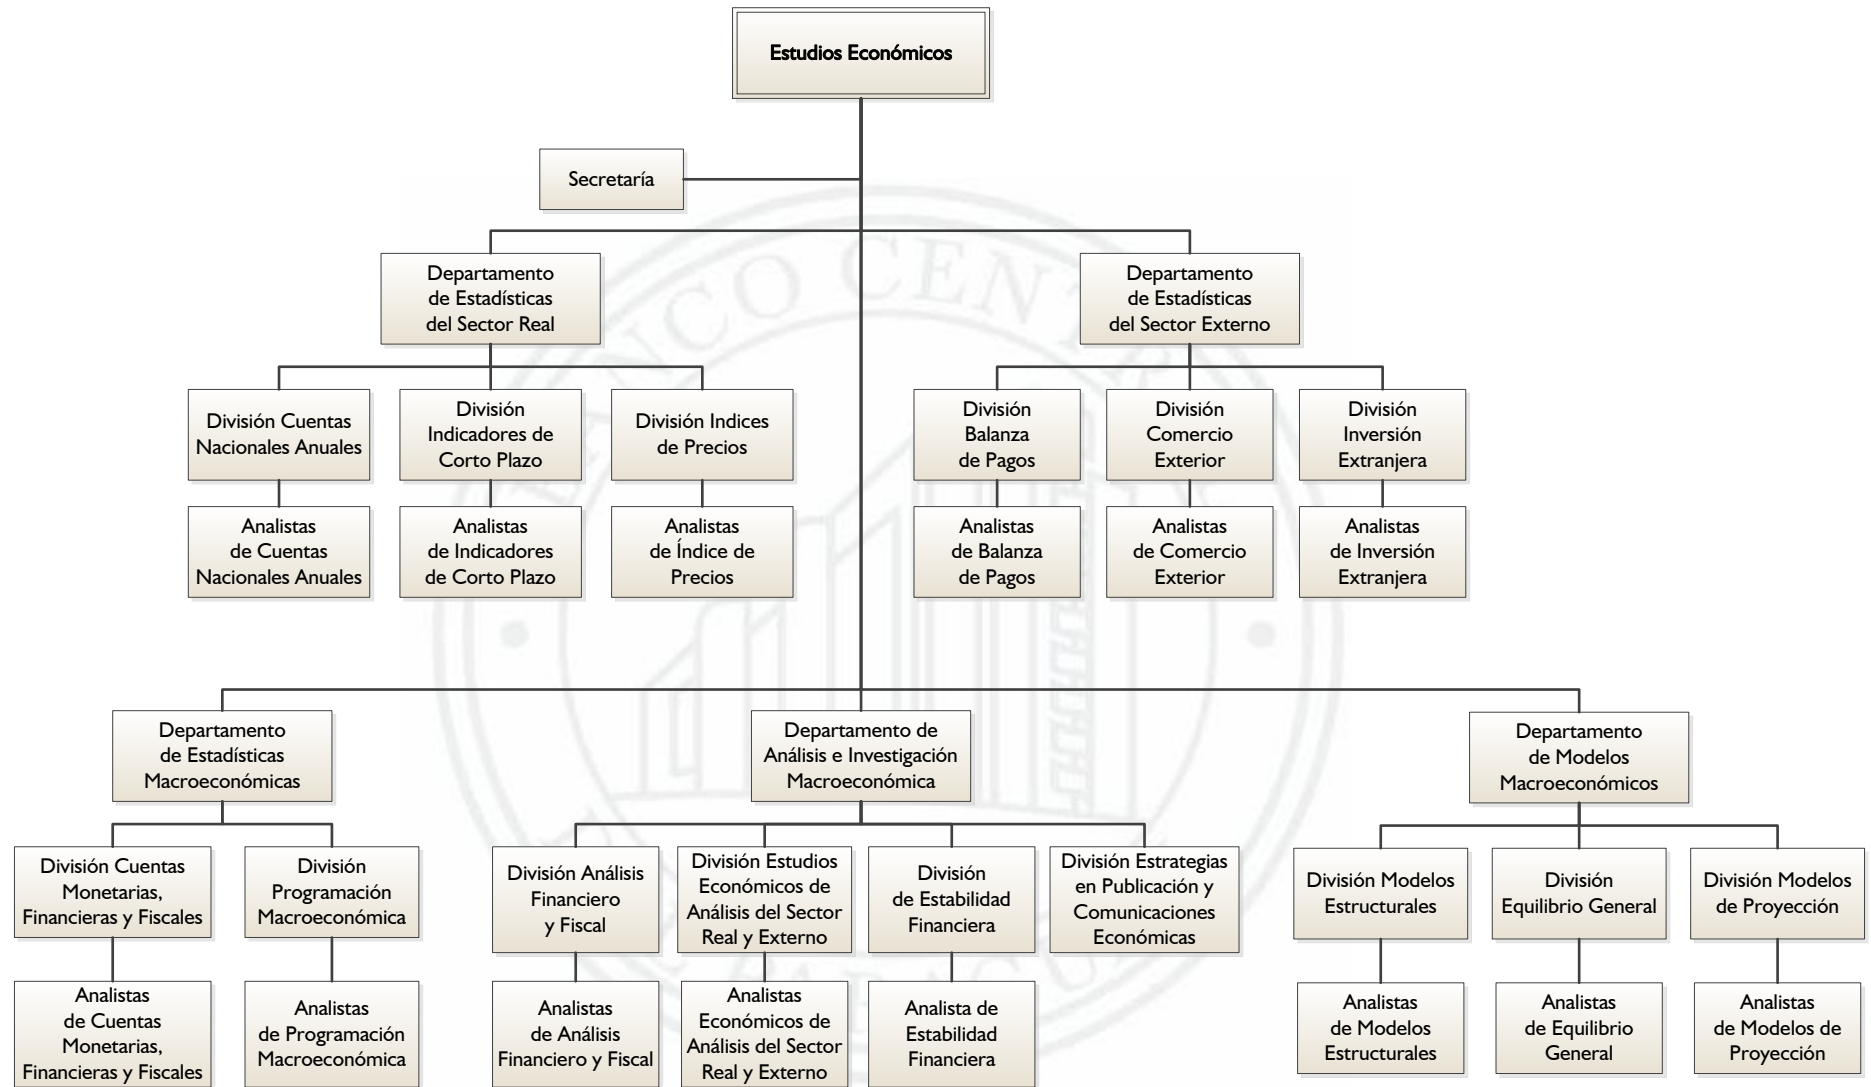 Estudios Económicos
Secretaría
Departamento
de Estadísticas
del Sector Real
Departamento
de Estadísticas
del Sector Externo
División Cuentas
Nacionales Anuales
División
Indicadores de
Corto Plazo
División Indices
de Precios
División
Balanza
de Pagos
División
Comercio
Exterior
División
Inversión
Extranjera
Analistas
de Cuentas
Nacionales Anuales
Analistas
de Indicadores
de Corto Plazo
Analistas
de Índice de
Precios
Analistas
de Balanza
de Pagos
Analistas
de Comercio
Exterior
Analistas
de Inversión
Extranjera
Departamento
de Estadísticas
Macroeconómicas
Departamento de
Análisis e Investigación
Macroeconómica
Departamento
de Modelos
Macroeconómicos
División Cuentas
Monetarias,
Financieras y Fiscales
División
Programación
Macroeconómica
División Análisis
Financiero
y Fiscal
División Estudios
Económicos de
Análisis del Sector
Real y Externo
División
de Estabilidad
Financiera
División Estrategias
en Publicación y
Comunicaciones
Económicas
División Modelos
Estructurales
División
Equilibrio General
División Modelos
de Proyección
Analistas
de Cuentas
Monetarias,
Financieras y Fiscales
Analistas
de Programación
Macroeconómica
Analistas
de Análisis
Financiero y Fiscal
Analistas
Económicos de
Análisis del Sector
Real y Externo
Analista de
Estabilidad
Financiera
Analistas
de Modelos
Estructurales
Analistas
de Equilibrio
General
Analistas
de Modelos de
Proyección